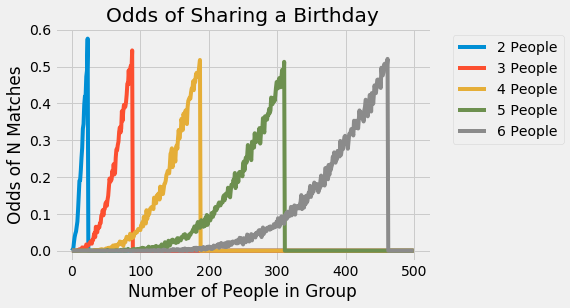 Odds of Sharing a Birthday
Odds of N Matches
0.6
0.5
0.4
0.3
0.2
0.1
0.0
0 100 200 300 400 500
Number of People in Group
2 People
3 People
4 People
5 People
6 People